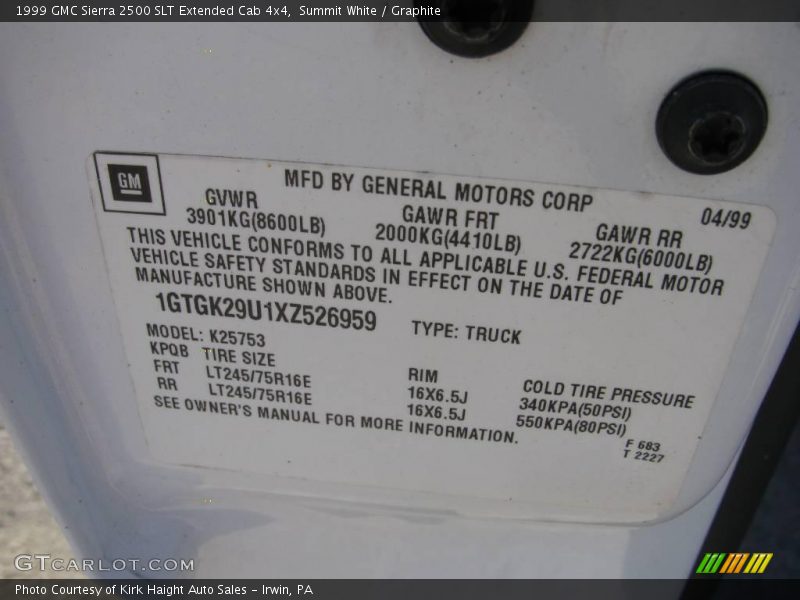 1999 GMC Sierra 2500 SLT Extended Cab 4x4, Summit White / Graphite
GM
MFD BY GENERAL MOTORS CORP
04/99
GVWR GAWR FRT GAWR RR
3901KG(8600LB) 2000KG(4410LB) 2722KG(6000LB)
THIS VEHICLE CONFORMS TO ALL APPLICABLE U.S. FEDERAL MOTOR
VEHICLE SAFETY STANDARDS IN EFFECT ON THE DATE OF
MANUFACTURE SHOWN ABOVE.
1GTGK29U1XZ526959 TYPE: TRUCK
MODEL: K25753
KPQB TIRE SIZE RIM COLD TIRE PRESSURE
FRT LT245/75R16E 16X6.5J 340KPA(50PSI)
RR LT245/75R16E 16X6.5J 550KPA(80PSI)
SEE OWNER'S MANUAL FOR MORE INFORMATION.
F 683
T 2227
GTCARLOT.COM
Photo Courtesy of Kirk Haight Auto Sales - Irwin, PA